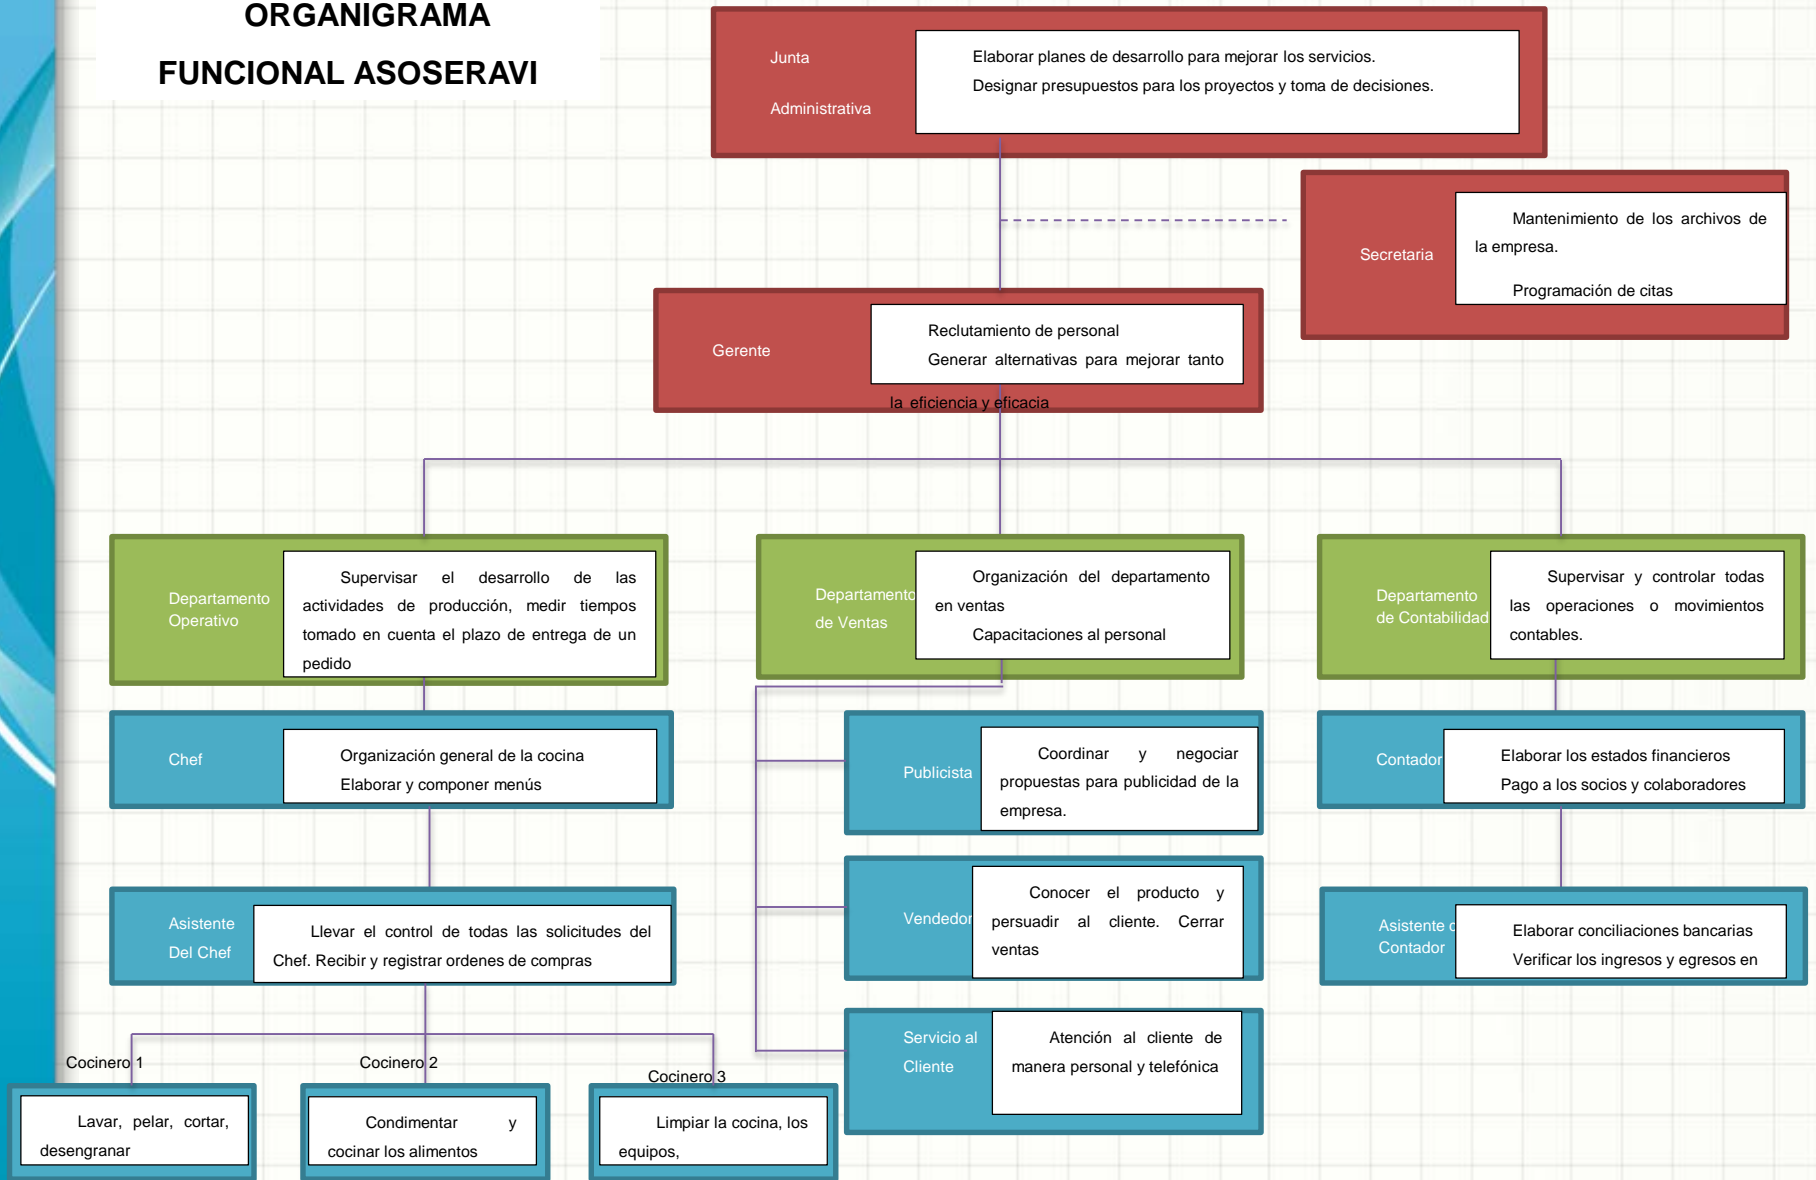 ORGANIGRAMA
FUNCIONAL ASOSERAVI
Junta
Administrativa
Elaborar planes de desarrollo para mejorar los servicios.
Designar presupuestos para los proyectos y toma de decisiones.
Secretaria
Mantenimiento de los archivos de
la empresa.
Programación de citas
Gerente
Reclutamiento de personal
Generar alternativas para mejorar tanto
la eficiencia y eficacia
Departamento
Operativo
Supervisar el desarrollo de las
actividades de producción, medir tiempos
tomado en cuenta el plazo de entrega de un
pedido
Departamento
de Ventas
Organización del departamento
en ventas
Capacitaciones al personal
Departamento
de Contabilidad
Supervisar y controlar todas
las operaciones o movimientos
contables.
Chef
Organización general de la cocina
Elaborar y componer menús
Publicista
Coordinar y negociar
propuestas para publicidad de la
empresa.
Contador
Elaborar los estados financieros
Pago a los socios y colaboradores
Asistente
Del Chef
Llevar el control de todas las solicitudes del
Chef. Recibir y registrar ordenes de compras
Vendedor
Conocer el producto y
persuadir al cliente. Cerrar
ventas
Asistente
Contador
Elaborar conciliaciones bancarias
Verificar los ingresos y egresos en
Servicio al
Cliente
Atención al cliente de
manera personal y telefónica
Cocinero 1
Lavar, pelar, cortar,
desengranar
Cocinero 2
Condimentar y
cocinar los alimentos
Cocinero 3
Limpiar la cocina, los
equipos,